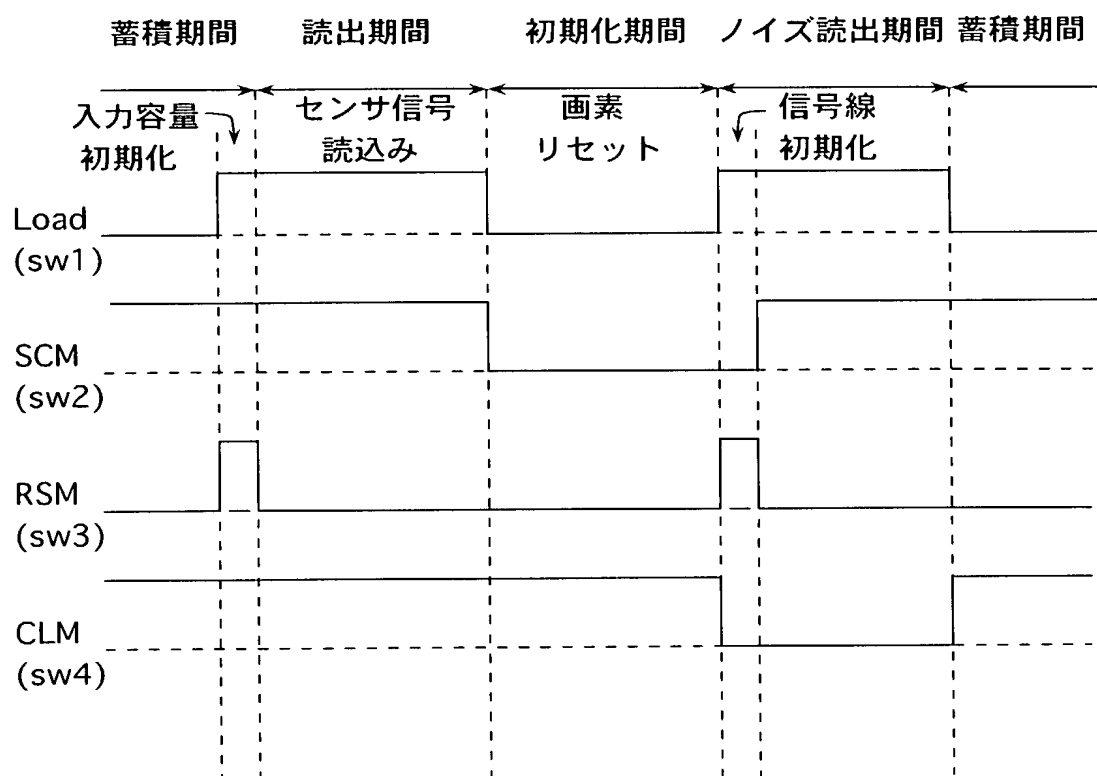 蓄積期間 読出期間 初期化期間 ノイズ読出期間 蓄積期間
入力容量
初期化
センサ信号
読込み
画素
リセット
信号線
初期化
Load
(sw1)
SCM
(sw2)
RSM
(sw3)
CLM
(sw4)